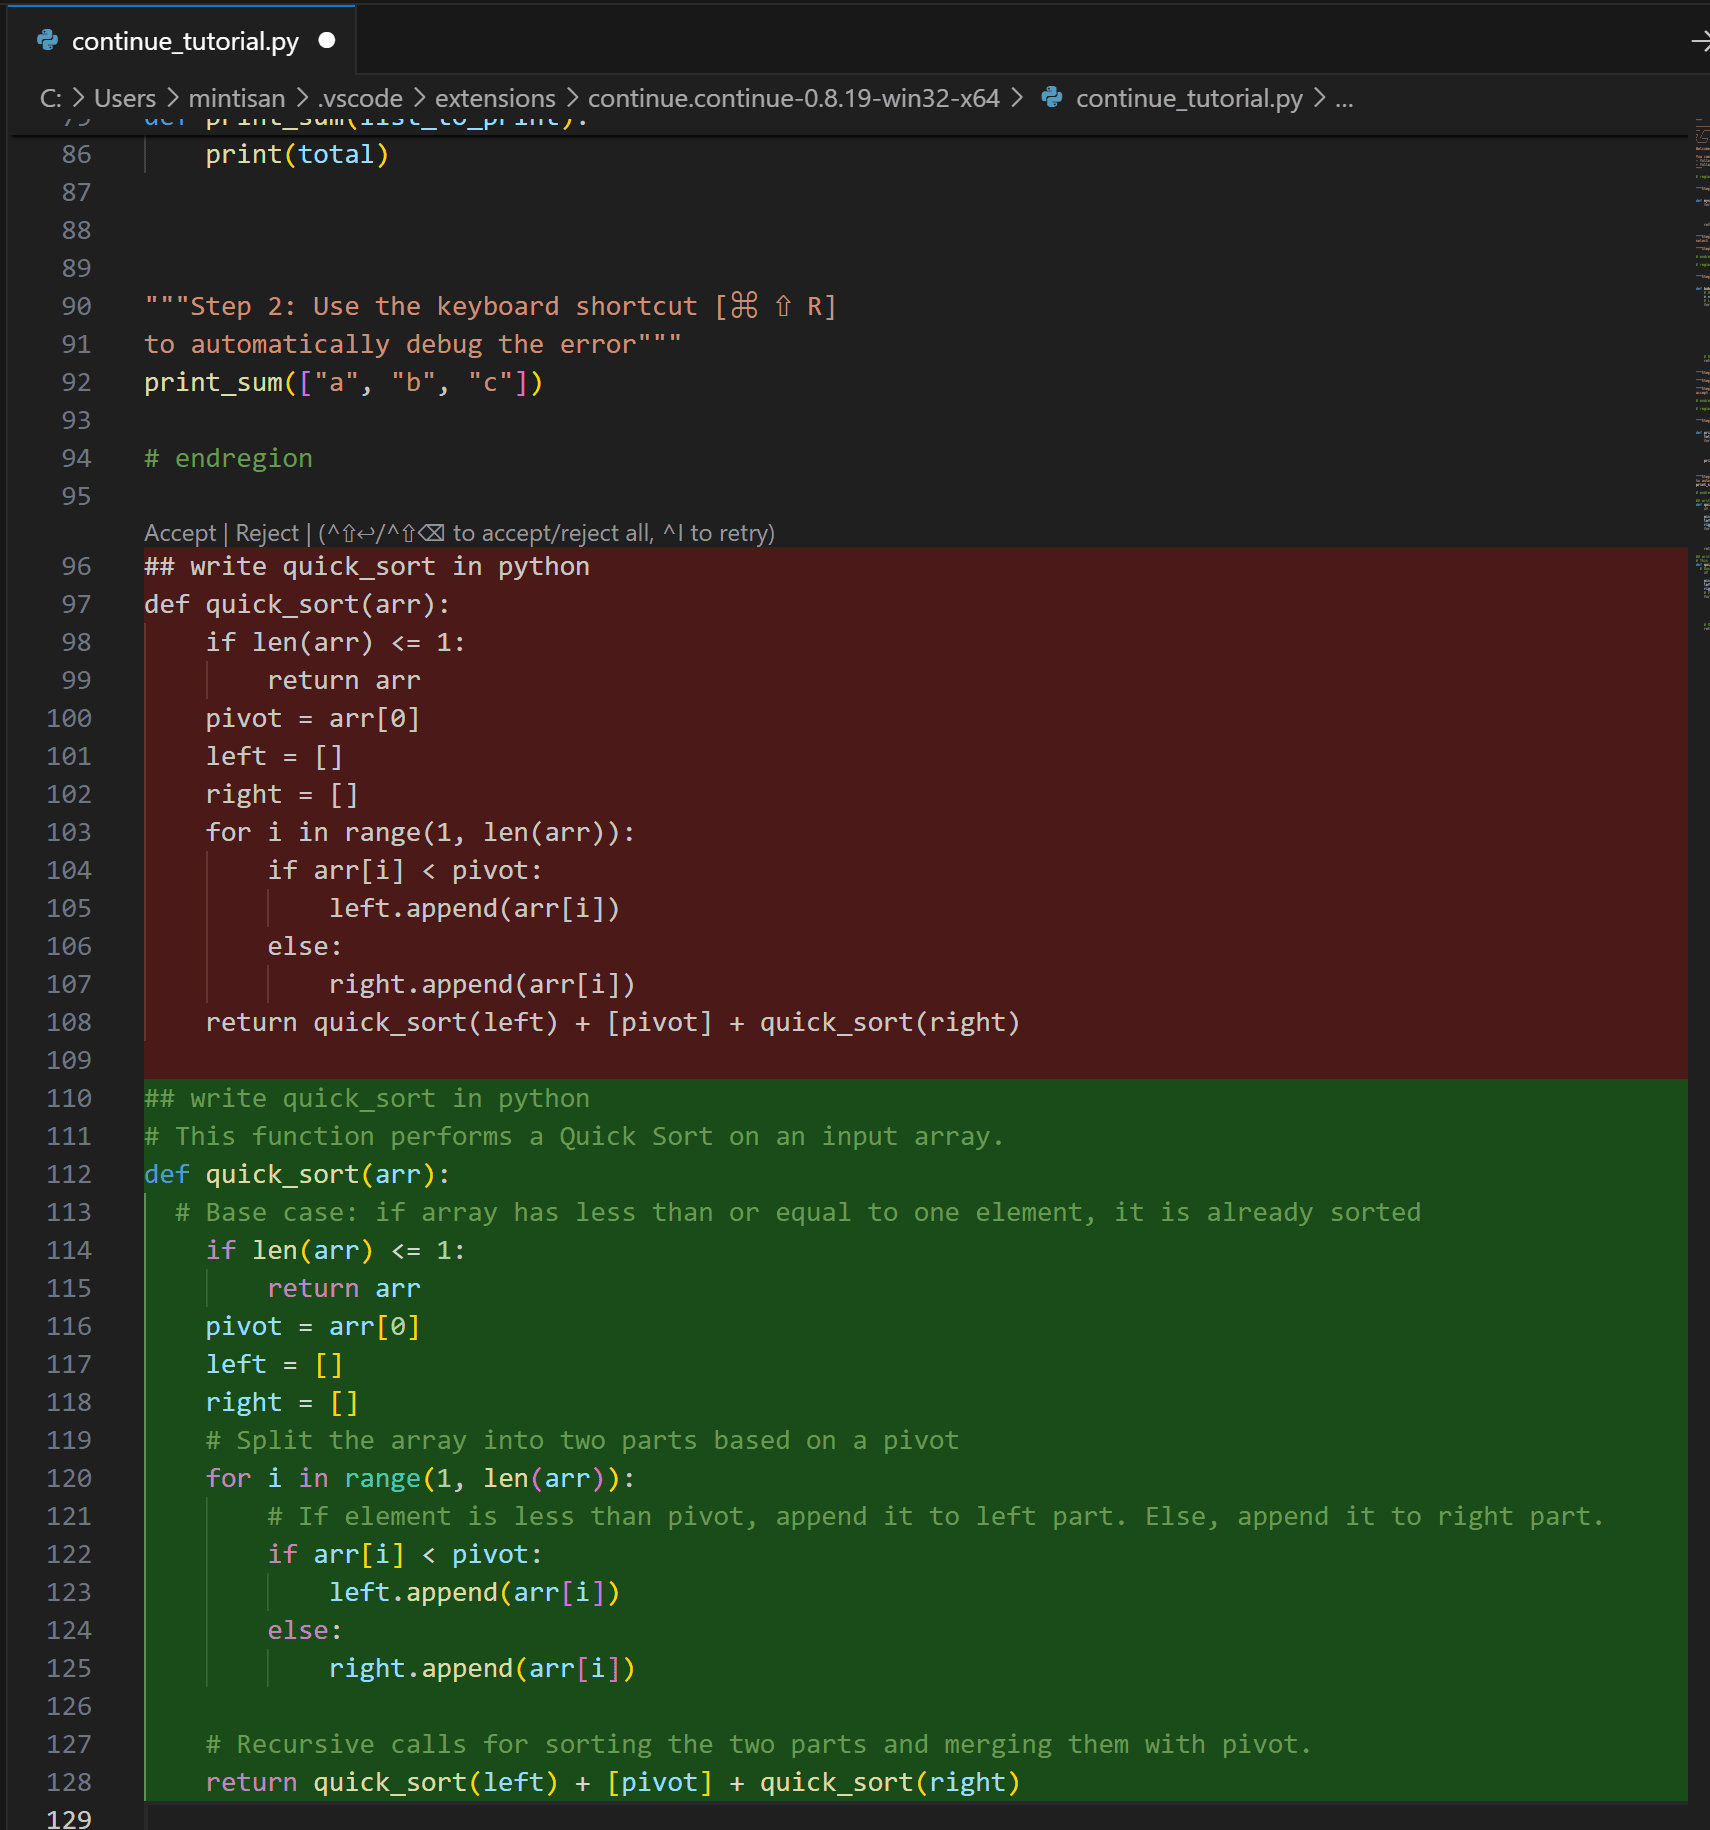 continue_tutorial.py
C: > Users > mintisan > .vscode > extensions > continue.continue-0.8.19-win32-x64 > continue_tutorial.py > ...
79 def print_sum(list_to_print):
86     print(total)
87
88
89
90 """Step 2: Use the keyboard shortcut [⌘ ⇧ R]
91 to automatically debug the error"""
92 print_sum(["a", "b", "c"])
93
94 # endregion
95
Accept | Reject | (^⇧↩/^⇧⌫ to accept/reject all, ^I to retry)
96 ## write quick_sort in python
97 def quick_sort(arr):
98     if len(arr) <= 1:
99         return arr
100     pivot = arr[0]
101     left = []
102     right = []
103     for i in range(1, len(arr)):
104         if arr[i] < pivot:
105             left.append(arr[i])
106         else:
107             right.append(arr[i])
108     return quick_sort(left) + [pivot] + quick_sort(right)
109
110 ## write quick_sort in python
111 # This function performs a Quick Sort on an input array.
112 def quick_sort(arr):
113   # Base case: if array has less than or equal to one element, it is already sorted
114     if len(arr) <= 1:
115         return arr
116     pivot = arr[0]
117     left = []
118     right = []
119     # Split the array into two parts based on a pivot
120     for i in range(1, len(arr)):
121         # If element is less than pivot, append it to left part. Else, append it to right part.
122         if arr[i] < pivot:
123             left.append(arr[i])
124         else:
125             right.append(arr[i])
126
127     # Recursive calls for sorting the two parts and merging them with pivot.
128     return quick_sort(left) + [pivot] + quick_sort(right)
129